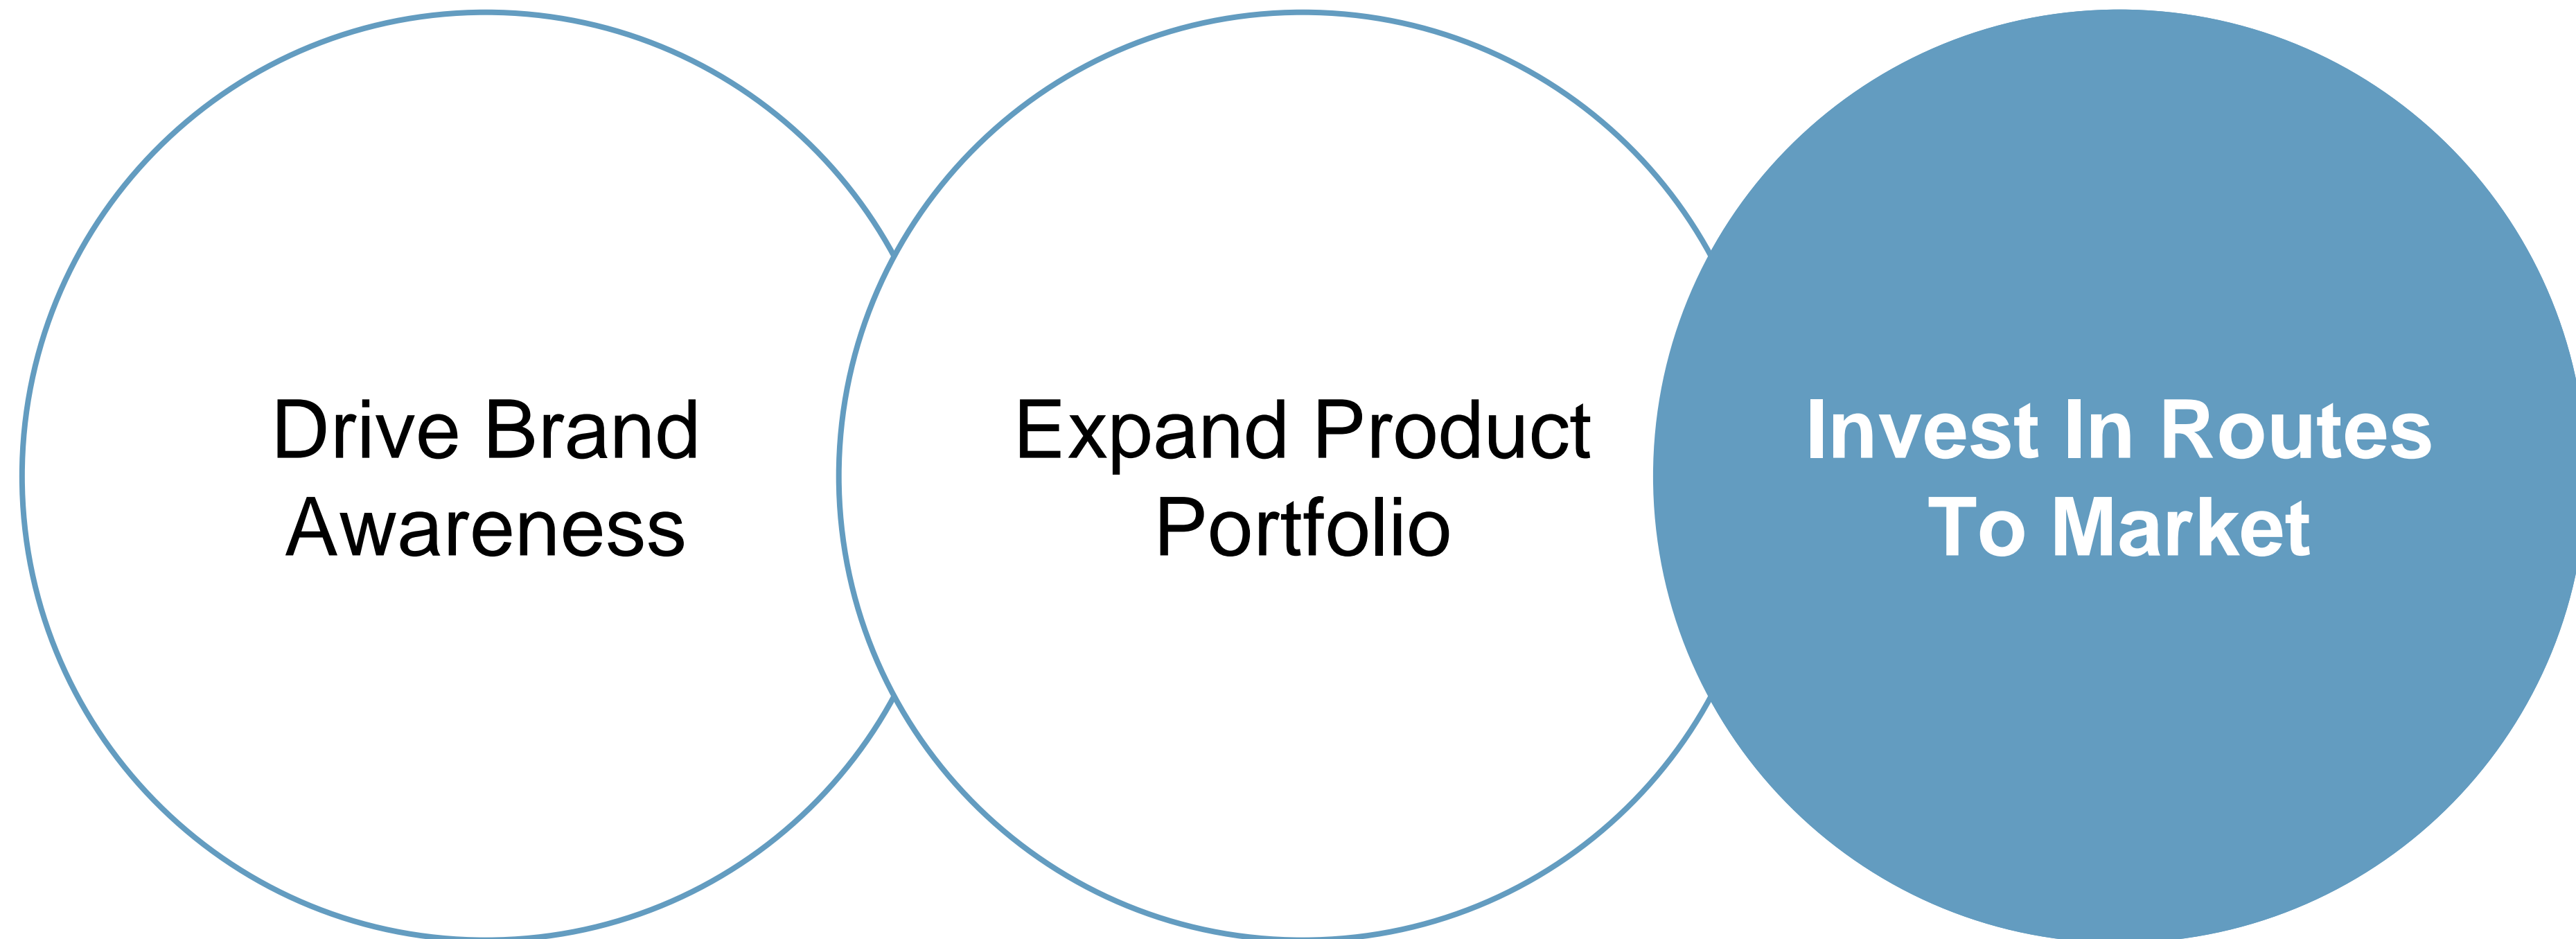 Drive Brand
Awareness
Expand Product
Portfolio
Invest In Routes
To Market